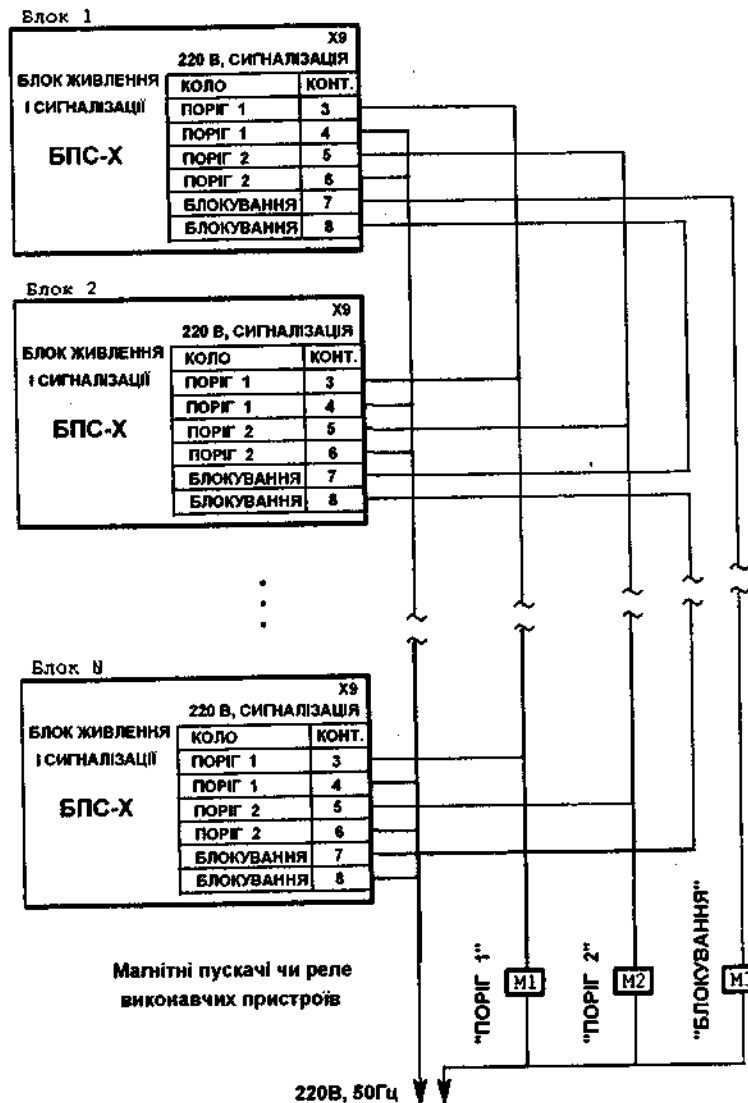 Блок 1
X9
220 В, СИГНАЛІЗАЦІЯ
БЛОК ЖИВЛЕННЯ
І СИГНАЛІЗАЦІЇ
БПС-Х
КОЛО КОНТ.
ПОРІГ 1 3
ПОРІГ 1 4
ПОРІГ 2 5
ПОРІГ 2 6
БЛОКУВАННЯ 7
БЛОКУВАННЯ 8
Блок 2
X9
220 В, СИГНАЛІЗАЦІЯ
БЛОК ЖИВЛЕННЯ
І СИГНАЛІЗАЦІЇ
БПС-Х
КОЛО КОНТ.
ПОРІГ 1 3
ПОРІГ 1 4
ПОРІГ 2 5
ПОРІГ 2 6
БЛОКУВАННЯ 7
БЛОКУВАННЯ 8
Блок N
X9
220 В, СИГНАЛІЗАЦІЯ
БЛОК ЖИВЛЕННЯ
І СИГНАЛІЗАЦІЇ
БПС-Х
КОЛО КОНТ.
ПОРІГ 1 3
ПОРІГ 1 4
ПОРІГ 2 5
ПОРІГ 2 6
БЛОКУВАННЯ 7
БЛОКУВАННЯ 8
Магнітні пускачі чи реле
виконавчих пристроїв
"ПОРІГ 1"
M1
"ПОРІГ 2"
M2
"БЛОКУВАННЯ"
220В, 50Гц